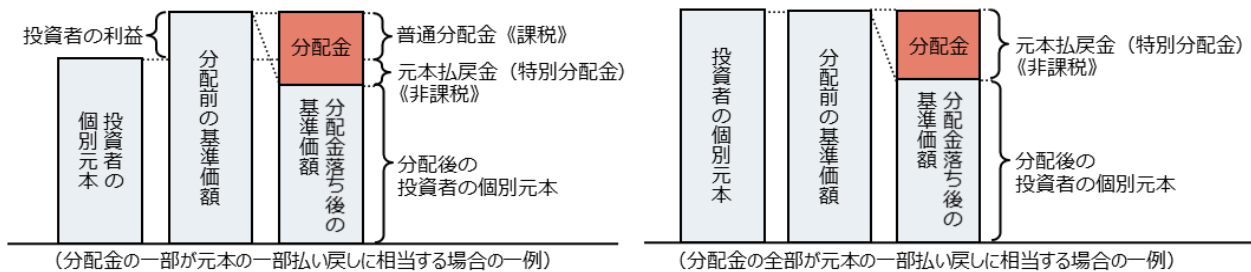 投資者の利益
投資者の
個別元本
分配前の基準価額
分配金
分配金落ち後の
基準価額
普通分配金《課税》
元本払戻金（特別分配金）
《非課税》
分配後の
投資者の個別元本
（分配金の一部が元本の一部払い戻しに相当する場合の一例）
投資者の個別元本
分配前の基準価額
分配金
分配金落ち後の
基準価額
元本払戻金（特別分配金）
《非課税》
分配後の
投資者の個別元本
（分配金の全部が元本の一部払い戻しに相当する場合の一例）